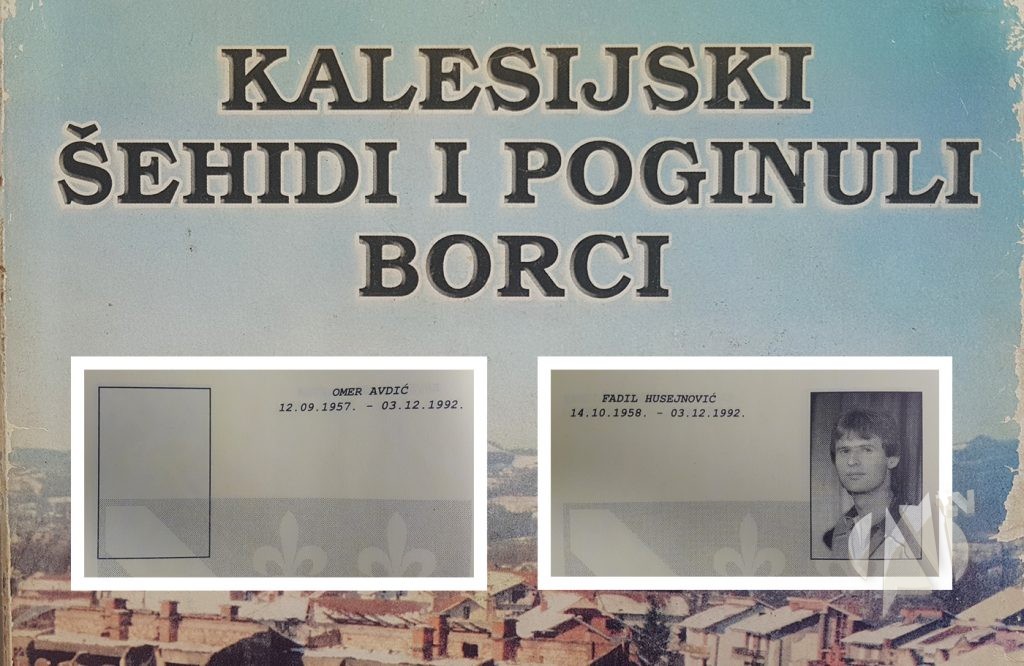 KALESIJSKI
ŠEHIDI I POGINULI
BORCI
OMER AVDIĆ
12.09.1957. - 03.12.1992.
FADIL HUSEJNOVIĆ
14.10.1958. - 03.12.1992.